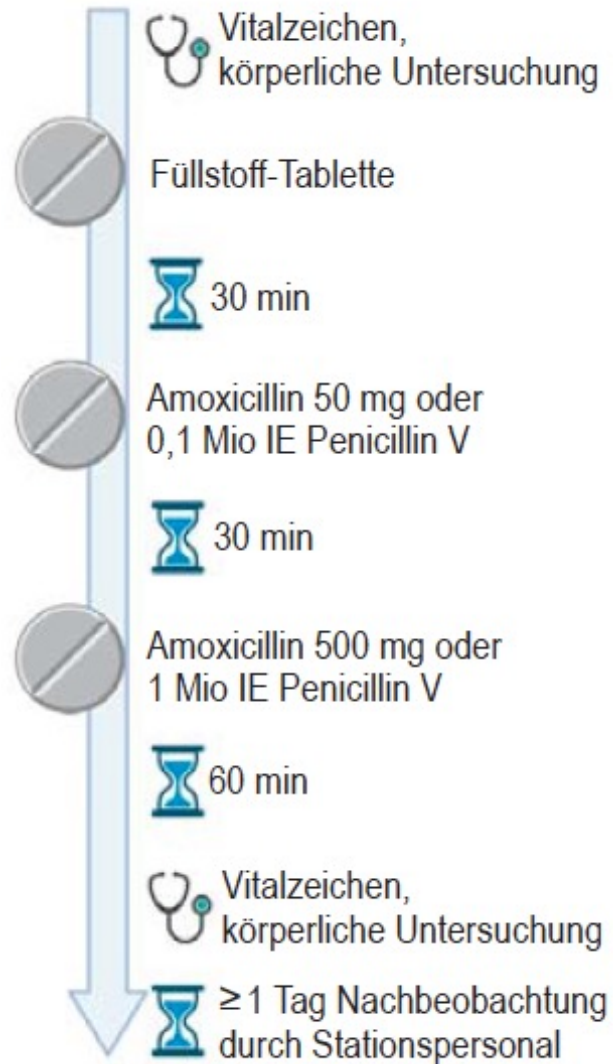 Vitalzeichen,
körperliche Untersuchung
Füllstoff-Tablette
30 min
Amoxicillin 50 mg oder
0,1 Mio IE Penicillin V
30 min
Amoxicillin 500 mg oder
1 Mio IE Penicillin V
60 min
Vitalzeichen,
körperliche Untersuchung
≥1 Tag Nachbeobachtung
durch Stationspersonal